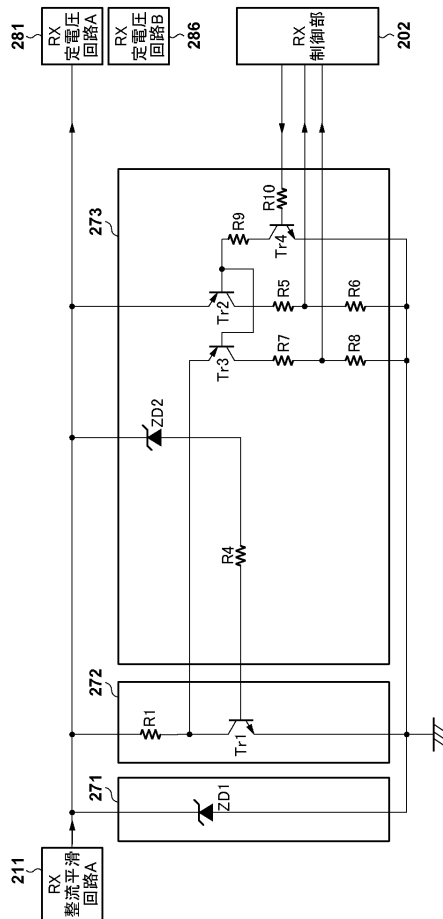 211
RX
整流平滑
回路A
271
ZD1
272
R1
Tr1
273
R4
ZD2
Tr3
Tr2
R7
R8
R5
R6
R9
Tr4
R10
281
RX
定電圧
回路A
RX
定電圧
回路B
286
RX
制御部
202